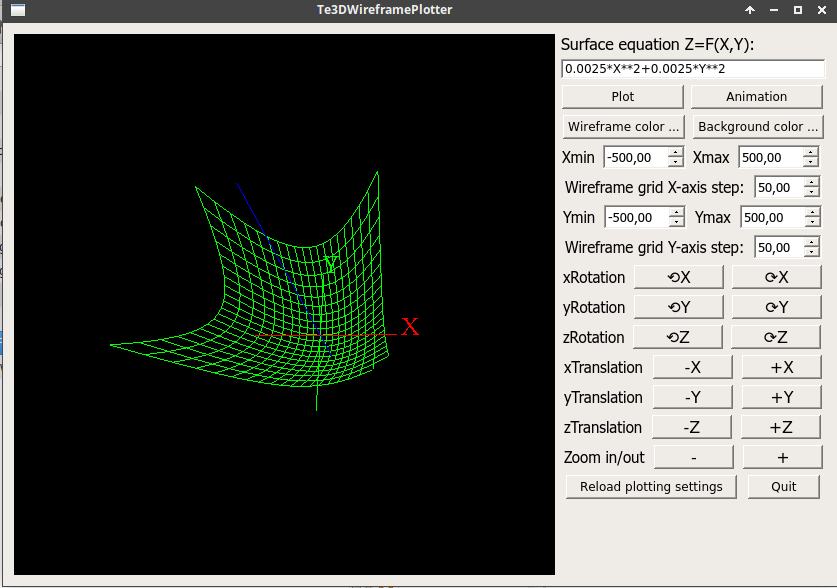 Te3DWireframePlotter
Surface equation Z=F(X,Y):
0.0025*X**2+0.0025*Y**2
Plot Animation
Wireframe color ... Background color ...
Xmin -500,00 Xmax 500,00
Wireframe grid X-axis step: 50,00
Ymin -500,00 Ymax 500,00
Wireframe grid Y-axis step: 50,00
xRotation ⟲X ⟳X
yRotation ⟲Y ⟳Y
zRotation ⟲Z ⟳Z
xTranslation -X +X
yTranslation -Y +Y
zTranslation -Z +Z
Zoom in/out - +
Reload plotting settings Quit
Y
X